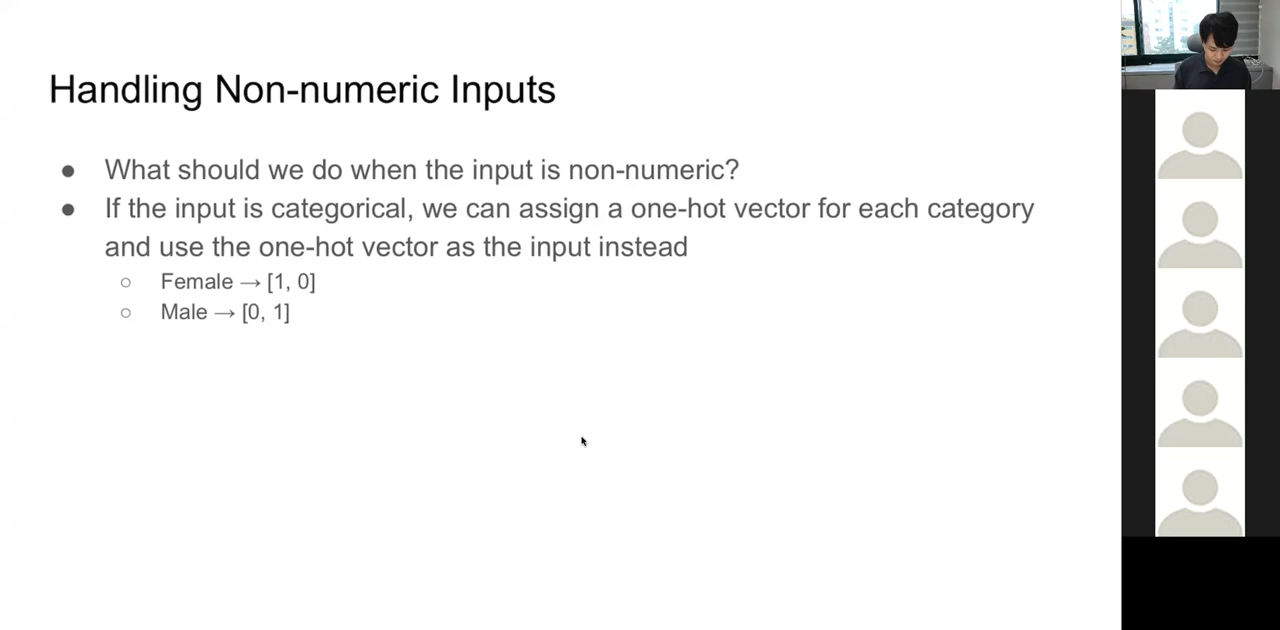 Handling Non-numeric Inputs
● What should we do when the input is non-numeric?
● If the input is categorical, we can assign a one-hot vector for each category
and use the one-hot vector as the input instead
○ Female → [1, 0]
○ Male → [0, 1]